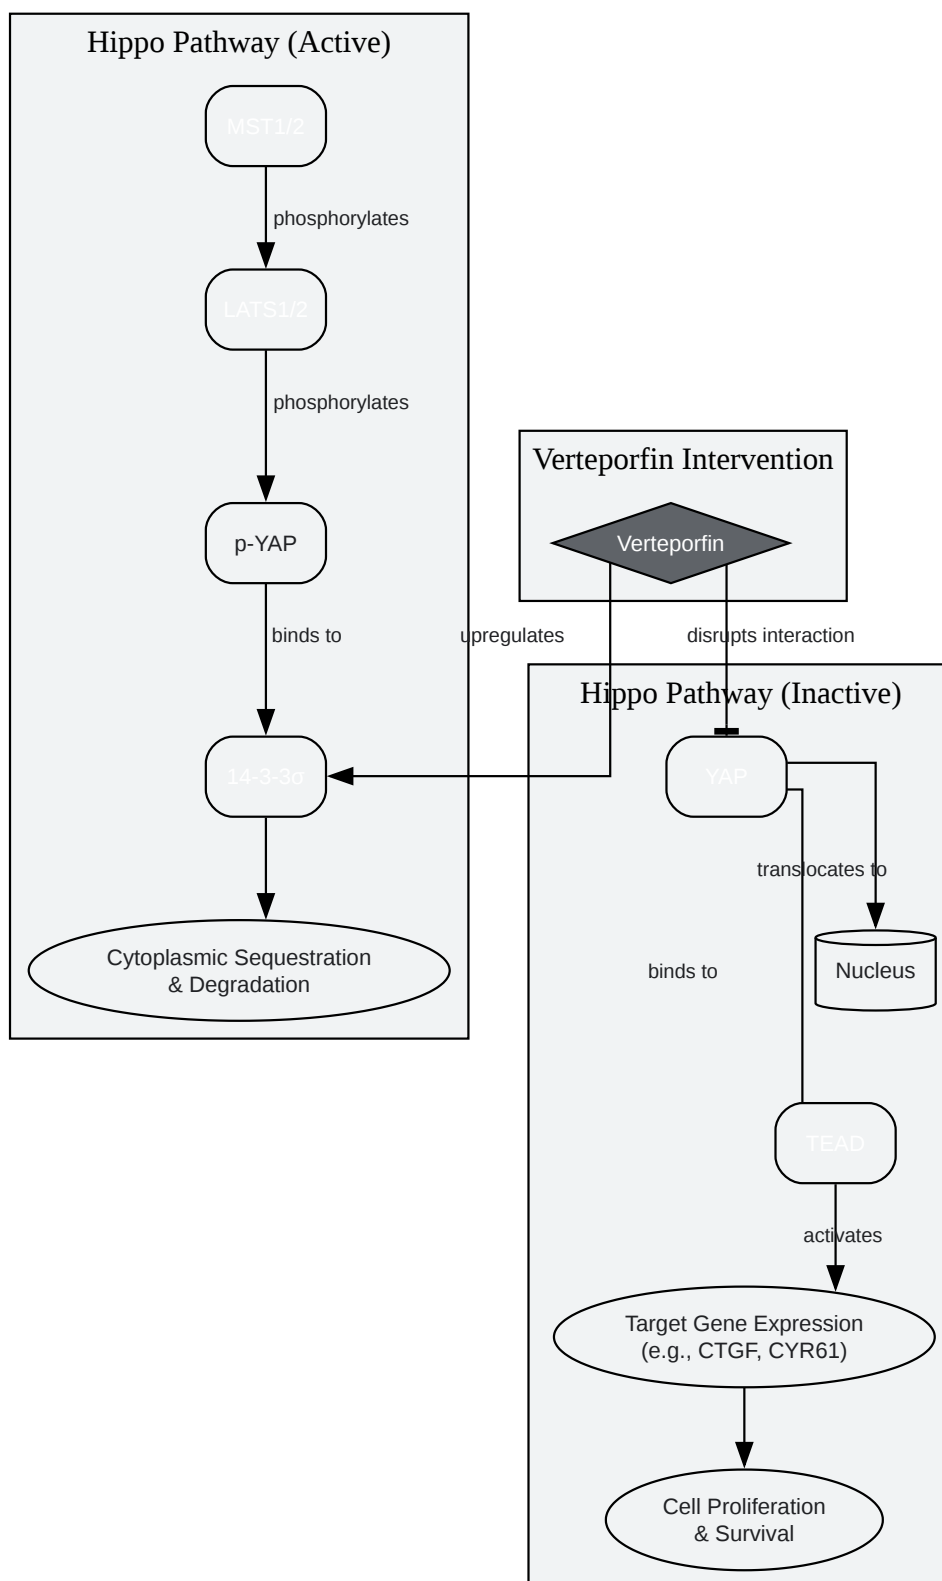 Hippo Pathway (Active)
MST1/2
phosphorylates
LATS1/2
phosphorylates
p-YAP
binds to
14-3-3σ
Cytoplasmic Sequestration
& Degradation
Verteporfin Intervention
Verteporfin
upregulates
disrupts interaction
Hippo Pathway (Inactive)
YAP
translocates to
binds to
Nucleus
TEAD
activates
Target Gene Expression
(e.g., CTGF, CYR61)
Cell Proliferation
& Survival